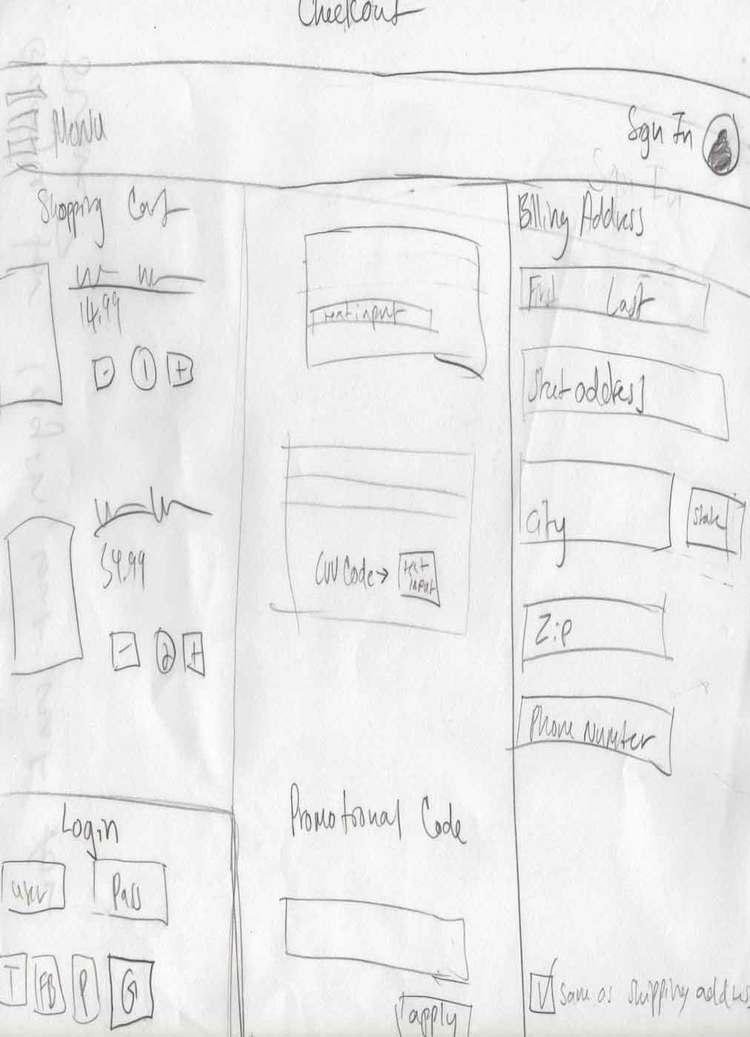 Checkout
Menu
Sign In
Shopping Cart
14.99
-
1
+
54.99
-
2
+
Login
user
Pass
T
FB
P
G
text input
CVV Code →
text
input
Promotional Code
apply
Billing Address
First Last
Street address
City
State
Zip
Phone Number
Same as shipping address